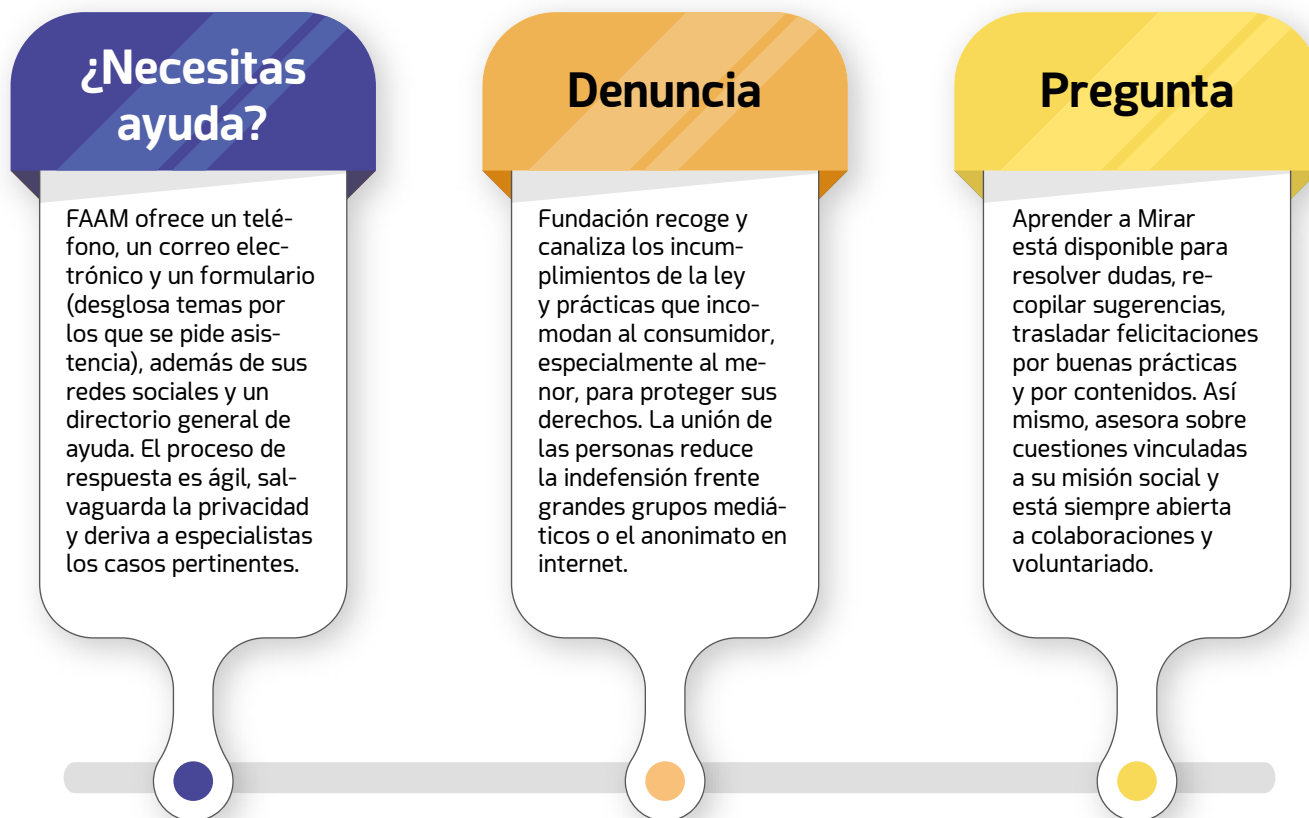 ¿Necesitas
ayuda?
FAAM ofrece un telé-
fono, un correo elec-
trónico y un formulario
(desglosa temas por
los que se pide asis-
tencia), además de sus
redes sociales y un
directorio general de
ayuda. El proceso de
respuesta es ágil, sal-
vaguarda la privacidad
y deriva a especialistas
los casos pertinentes.
Denuncia
Fundación recoge y
canaliza los incum-
plimientos de la ley
y prácticas que inco-
modan al consumidor,
especialmente al me-
nor, para proteger sus
derechos. La unión de
las personas reduce
la indefensión frente
grandes grupos mediá-
ticos o el anonimato en
internet.
Pregunta
Aprender a Mirar
está disponible para
resolver dudas, re-
copilar sugerencias,
trasladar felicitaciones
por buenas prácticas
y por contenidos. Así
mismo, asesora sobre
cuestiones vinculadas
a su misión social y
está siempre abierta
a colaboraciones y
voluntariado.